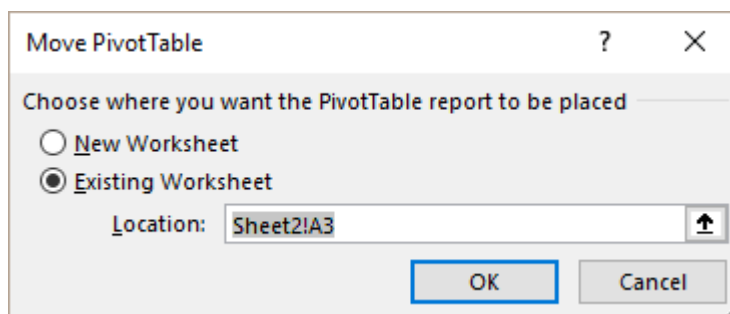 Move PivotTable ?
Choose where you want the PivotTable report to be placed
New Worksheet
Existing Worksheet
Location: Sheet2!A3
OK Cancel